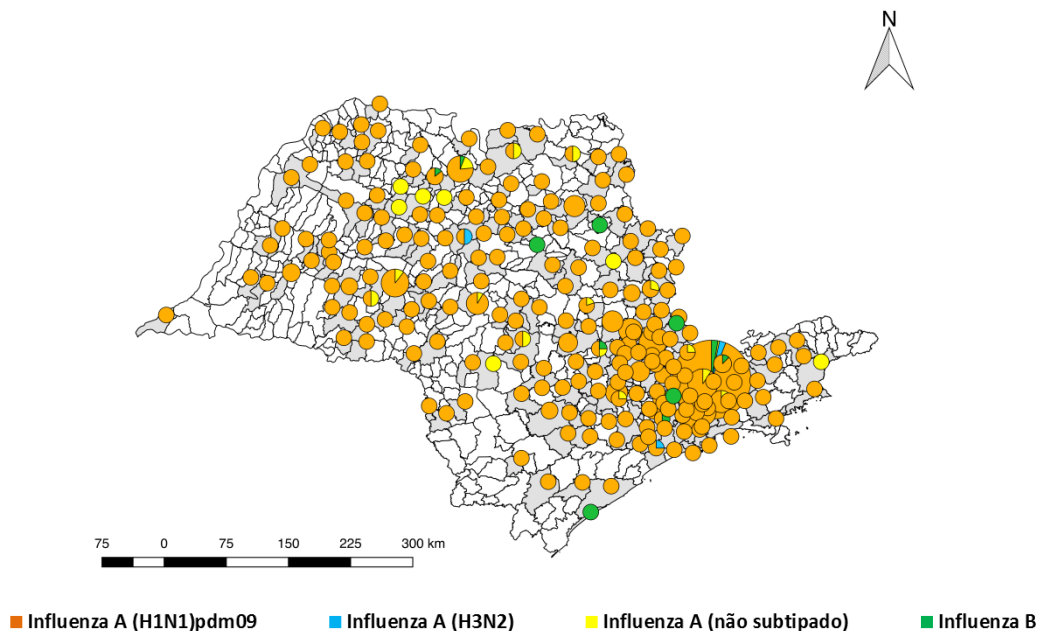 N
75 0 75 150 225 300 km
Influenza A (H1N1)pdm09 Influenza A (H3N2) Influenza A (não subtipado) Influenza B